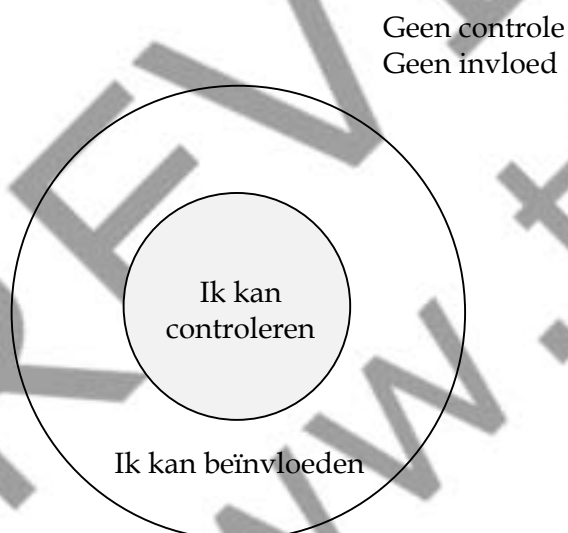 Geen controle
Geen invloed
Ik kan
controleren
Ik kan beïnvloeden